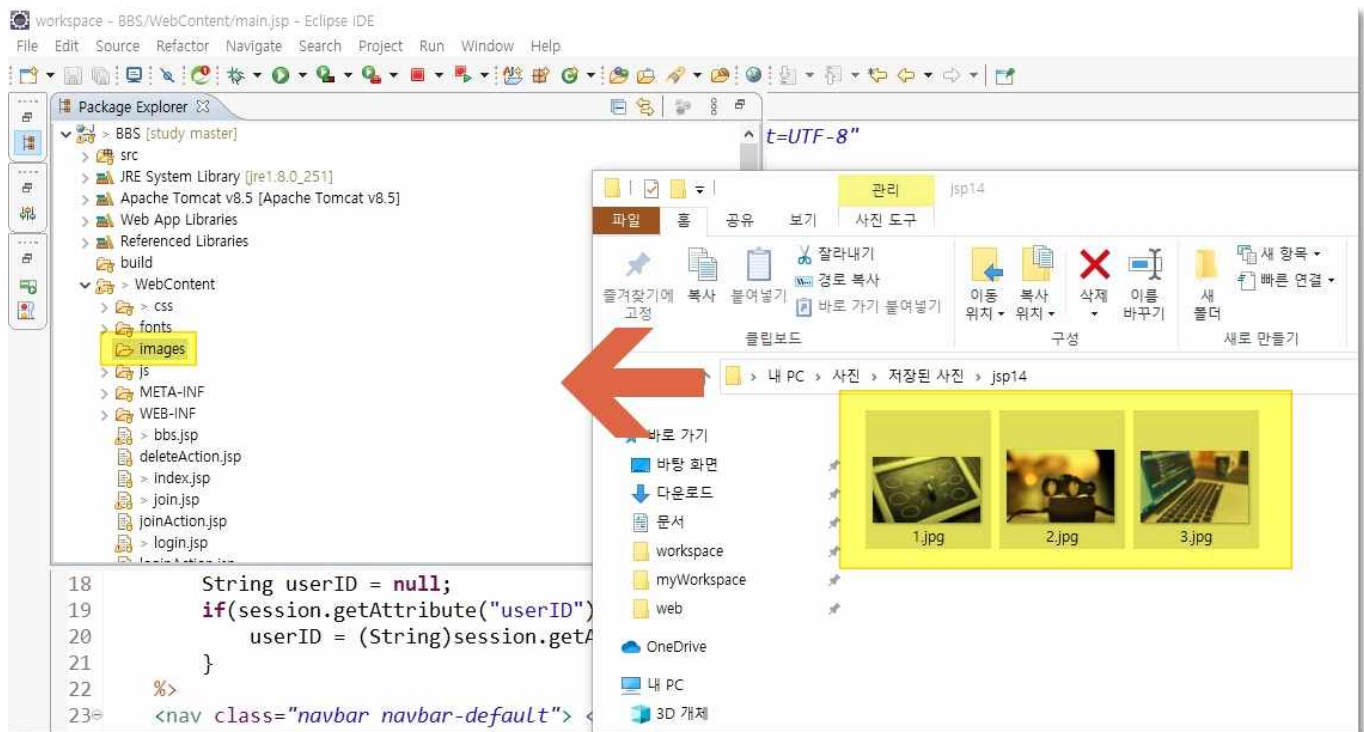 workspace - BBS/WebContent/main.jsp - Eclipse IDE
File Edit Source Refactor Navigate Search Project Run Window Help
Package Explorer
> BBS [study master]
src
JRE System Library [jre1.8.0_251]
Apache Tomcat v8.5 [Apache Tomcat v8.5]
Web App Libraries
Referenced Libraries
build
> WebContent
> css
fonts
images
js
META-INF
WEB-INF
> bbs.jsp
deleteAction.jsp
> index.jsp
> join.jsp
joinAction.jsp
> login.jsp
t=UTF-8"
18 String userID = null;
19 if(session.getAttribute("userID")
20 userID = (String)session.getA
21 }
22 %>
23 <nav class="navbar navbar-default"> <
관리 jsp14
파일 홈 공유 보기 사진 도구
즐겨찾기에 고정
복사
붙여넣기
잘라내기
경로 복사
바로 가기 붙여넣기
클립보드
이동 위치
복사 위치
삭제
이름 바꾸기
구성
새 폴더
새 항목
빠른 연결
새로 만들기
> 내 PC > 사진 > 저장된 사진 > jsp14
바로 가기
바탕 화면
다운로드
문서
workspace
myWorkspace
web
OneDrive
내 PC
3D 개체
1.jpg 2.jpg 3.jpg